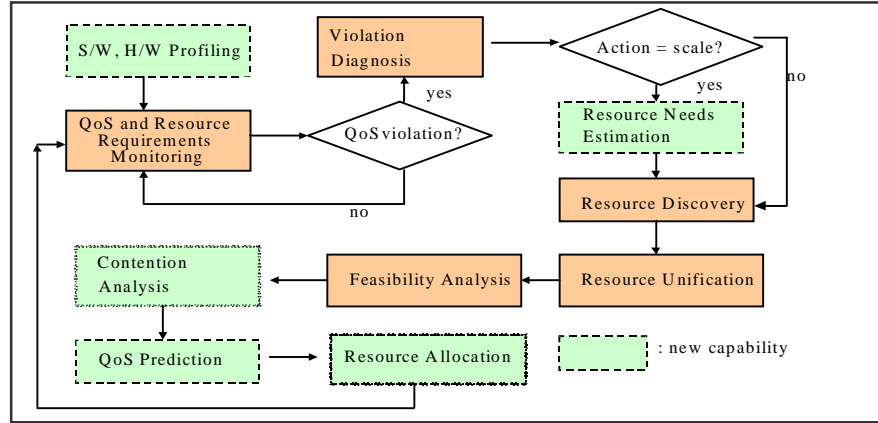 S/W, H/W Profiling
Violation
Diagnosis
Action = scale?
no
yes
yes
QoS and Resource
Requirements
Monitoring
QoS violation?
Resource Needs
Estimation
no
Resource Discovery
Contention
Analysis
Feasibility Analysis
Resource Unification
QoS Prediction
Resource Allocation
: new capability